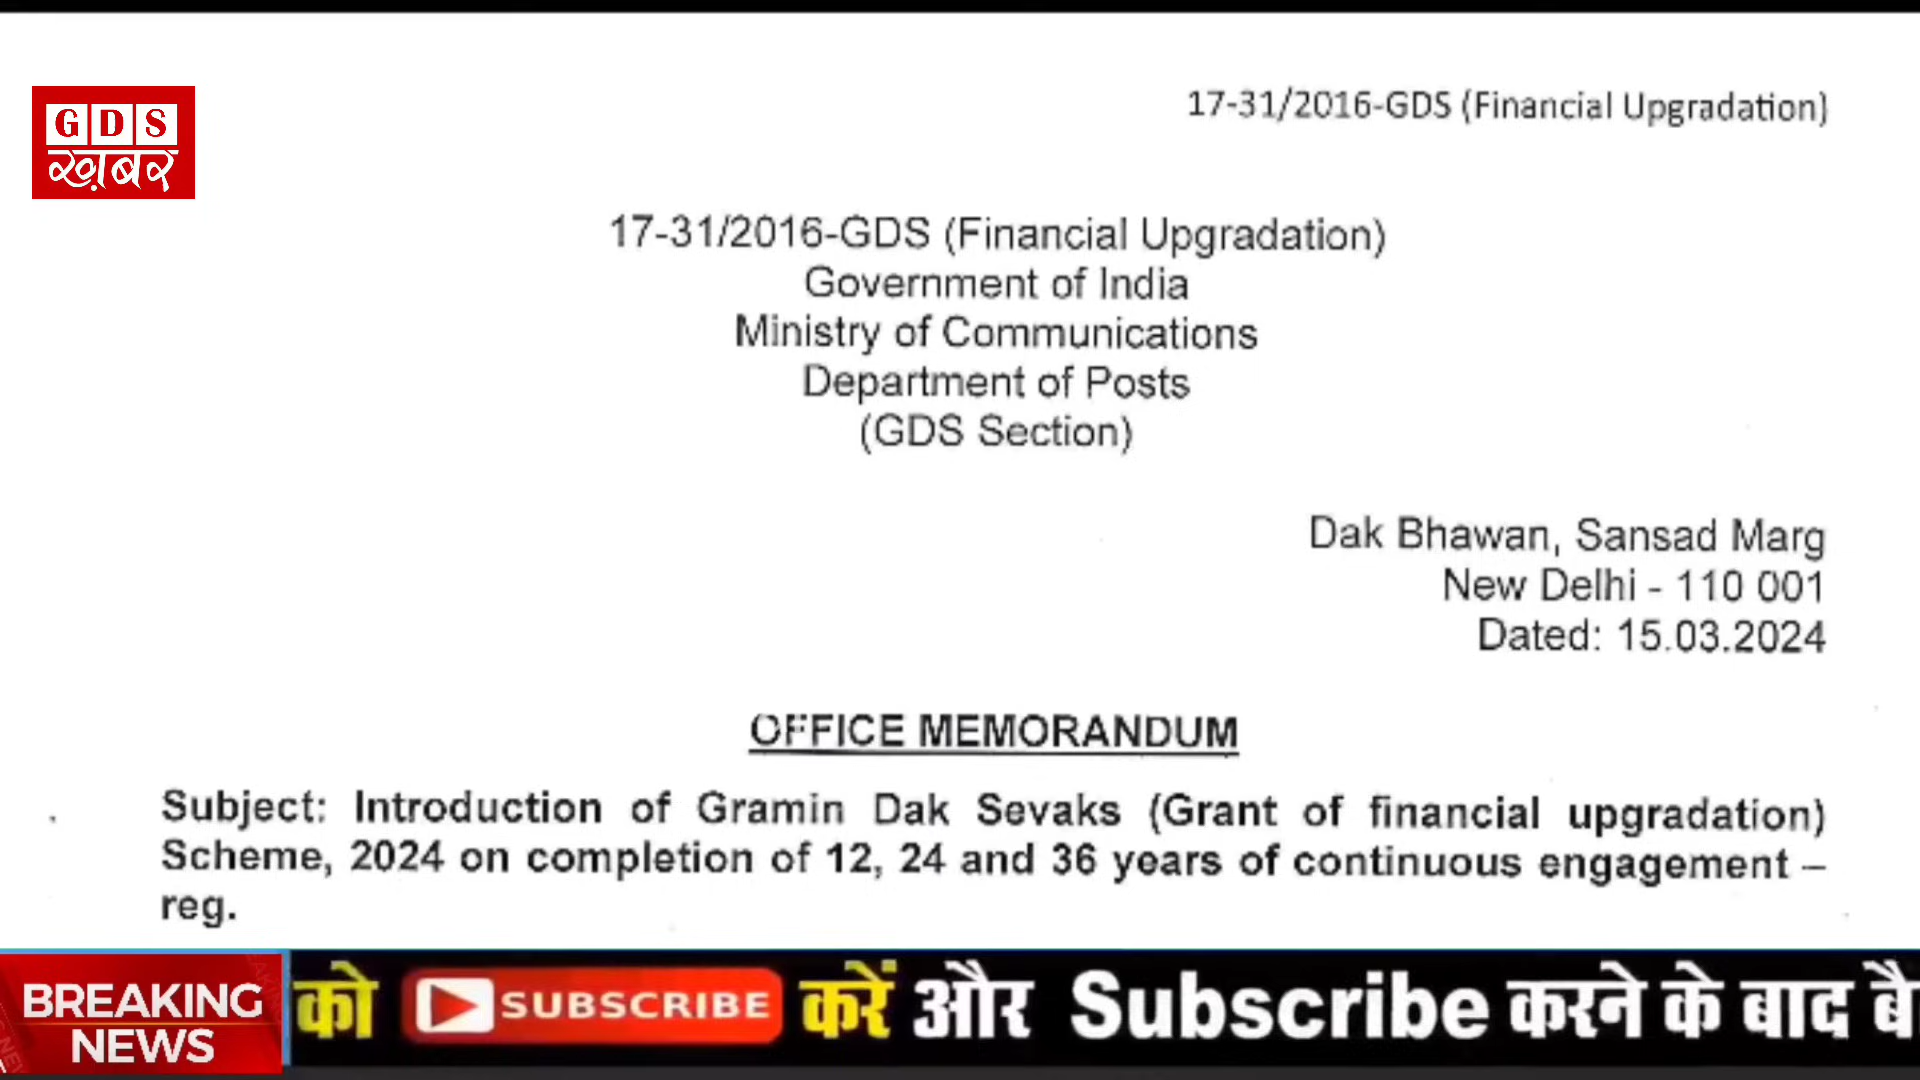 17-31/2016-GDS (Financial Upgradation)
GDS
ख़बर
17-31/2016-GDS (Financial Upgradation)
Government of India
Ministry of Communications
Department of Posts
(GDS Section)
Dak Bhawan, Sansad Marg
New Delhi - 110 001
Dated: 15.03.2024
OFFICE MEMORANDUM
Subject: Introduction of Gramin Dak Sevaks (Grant of financial upgradation)
Scheme, 2024 on completion of 12, 24 and 36 years of continuous engagement –
reg.
BREAKING
NEWS
को SUBSCRIBE करें और Subscribe करने के बाद